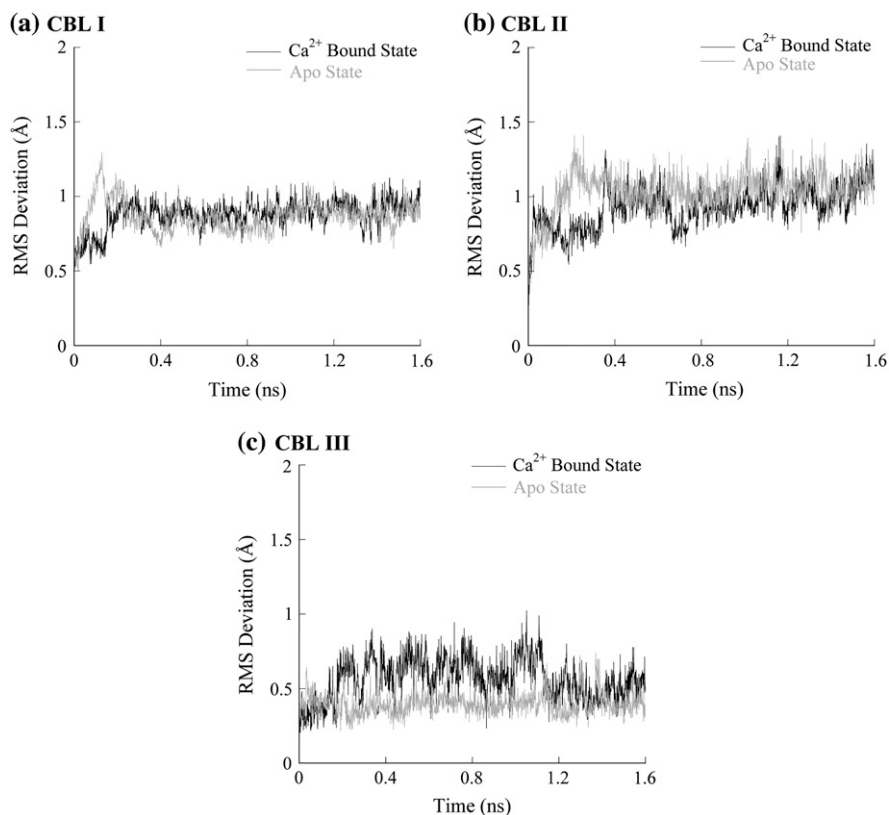 (a) CBL I
2
1.5
1
0.5
0
RMS Deviation (Å)
Ca²⁺ Bound State
Apo State
0 0.4 0.8 1.2 1.6
Time (ns)
(b) CBL II
2
1.5
1
0.5
0
RMS Deviation (Å)
Ca²⁺ Bound State
Apo State
0 0.4 0.8 1.2 1.6
Time (ns)
(c) CBL III
2
1.5
1
0.5
0
RMS Deviation (Å)
Ca²⁺ Bound State
Apo State
0 0.4 0.8 1.2 1.6
Time (ns)